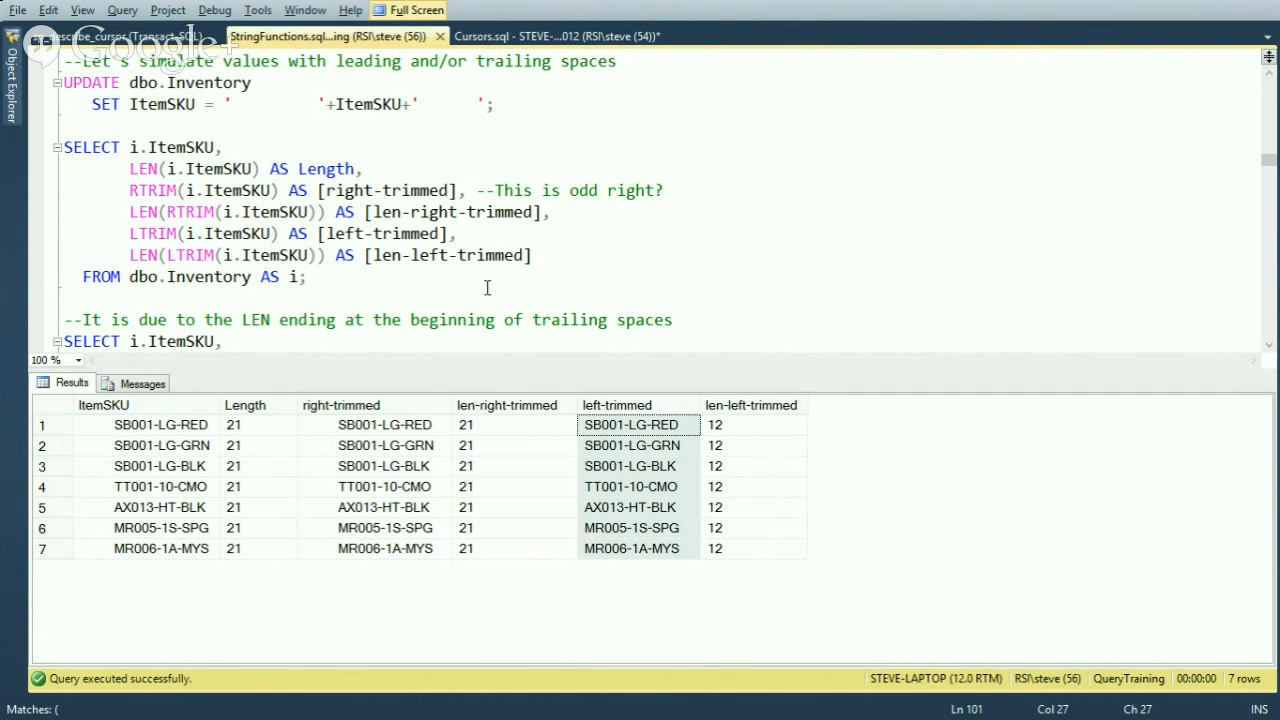 File Edit View Query Project Debug Tools Window Help Full Screen
sp_describe_cursor (Transact-SQL) StringFunctions.sql...ing (RSI\steve (56)) Cursors.sql - STEVE-...012 (RSI\steve (54))*
Google+
Object Explorer
--Let's simulate values with leading and/or trailing spaces
UPDATE dbo.Inventory
SET ItemSKU = '         '+ItemSKU+'      ';
SELECT i.ItemSKU,
LEN(i.ItemSKU) AS Length,
RTRIM(i.ItemSKU) AS [right-trimmed], --This is odd right?
LEN(RTRIM(i.ItemSKU)) AS [len-right-trimmed],
LTRIM(i.ItemSKU) AS [left-trimmed],
LEN(LTRIM(i.ItemSKU)) AS [len-left-trimmed]
FROM dbo.Inventory AS i;
--It is due to the LEN ending at the beginning of trailing spaces
SELECT i.ItemSKU,
100 %
Results Messages
ItemSKU Length right-trimmed len-right-trimmed left-trimmed len-left-trimmed
1 SB001-LG-RED 21 SB001-LG-RED 21 SB001-LG-RED 12
2 SB001-LG-GRN 21 SB001-LG-GRN 21 SB001-LG-GRN 12
3 SB001-LG-BLK 21 SB001-LG-BLK 21 SB001-LG-BLK 12
4 TT001-10-CMO 21 TT001-10-CMO 21 TT001-10-CMO 12
5 AX013-HT-BLK 21 AX013-HT-BLK 21 AX013-HT-BLK 12
6 MR005-1S-SPG 21 MR005-1S-SPG 21 MR005-1S-SPG 12
7 MR006-1A-MYS 21 MR006-1A-MYS 21 MR006-1A-MYS 12
Query executed successfully. STEVE-LAPTOP (12.0 RTM) RSI\steve (56) QueryTraining 00:00:00 7 rows
Matches: ( Ln 101 Col 27 Ch 27 INS